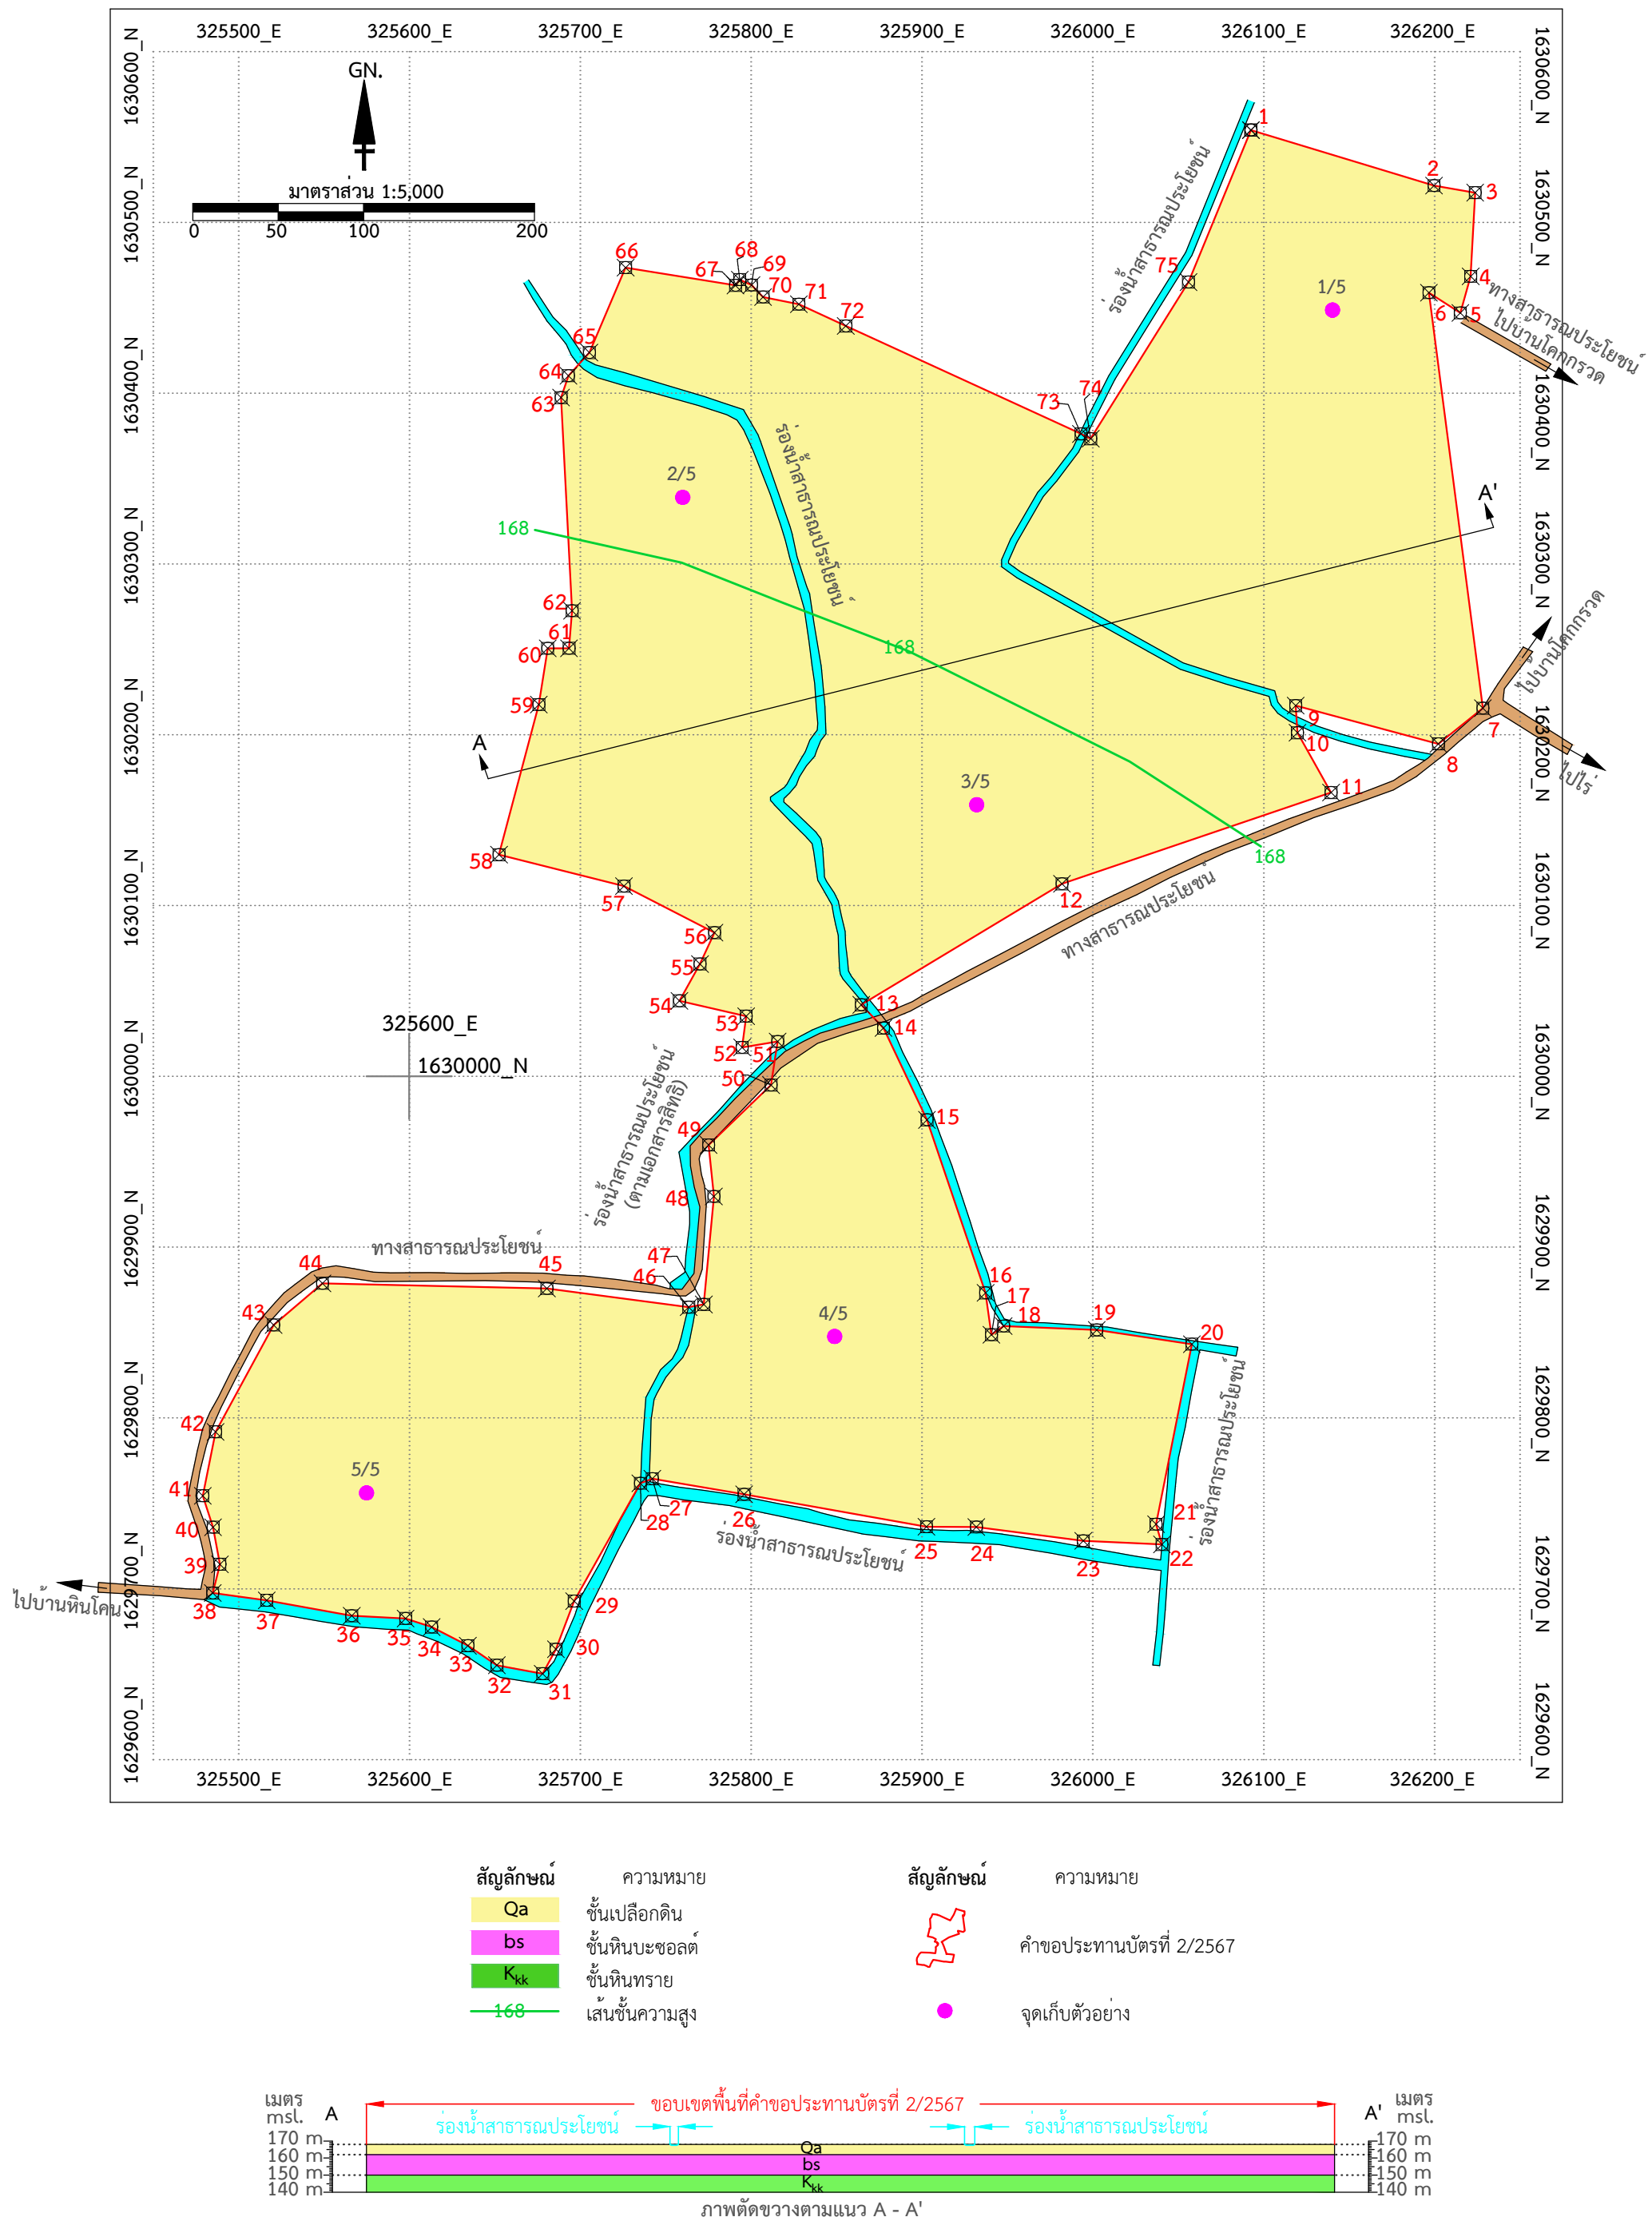 325500_E 325600_E 325700_E 325800_E 325900_E 326000_E 326100_E 326200_E
1630600_N 1630600_N
1630500_N 1630500_N
1630400_N 1630400_N
1630300_N 1630300_N
1630200_N 1630200_N
1630100_N 1630100_N
1630000_N 1630000_N
1629900_N 1629900_N
1629800_N 1629800_N
1629700_N 1629700_N
1629600_N 1629600_N
GN.
มาตราส่วน 1:5,000
0 50 100 200
1
2
3
4
5
6
7
8
9
10
11
12
13
14
15
16
17
18
19
20
21
22
23
24
25
26
27
28
29
30
31
32
33
34
35
36
37
38
39
40
41
42
43
44
45
46
47
48
49
50
51
52
53
54
55
56
57
58
59
60
61
62
63
64
65
66
67
68
69
70
71
72
73
74
75
1/5
2/5
3/5
4/5
5/5
ร่องน้ำสาธารณประโยชน์
ทางสาธารณประโยชน์
ไปบ้านโคกกรวด
ร่องน้ำสาธารณประโยชน์
168
168
168
A
A'
ไปบ้านโคกกรวด
ไปไร่
ทางสาธารณประโยชน์
325600_E
1630000_N
ร่องน้ำสาธารณประโยชน์
(ตามเอกสารสิทธิ)
ทางสาธารณประโยชน์
ร่องน้ำสาธารณประโยชน์
ร่องน้ำสาธารณประโยชน์
ไปบ้านหินโคน
325500_E 325600_E 325700_E 325800_E 325900_E 326000_E 326100_E 326200_E
สัญลักษณ์ ความหมาย สัญลักษณ์ ความหมาย
Qa ชั้นเปลือกดิน
bs ชั้นหินบะซอลต์ คำขอประทานบัตรที่ 2/2567
Kkk ชั้นหินทราย
168 เส้นชั้นความสูง จุดเก็บตัวอย่าง
เมตร ขอบเขตพื้นที่คำขอประทานบัตรที่ 2/2567 เมตร
msl. A A' msl.
ร่องน้ำสาธารณประโยชน์ ร่องน้ำสาธารณประโยชน์
170 m Qa 170 m
160 m bs 160 m
150 m 150 m
140 m Kkk 140 m
ภาพตัดขวางตามแนว A - A'